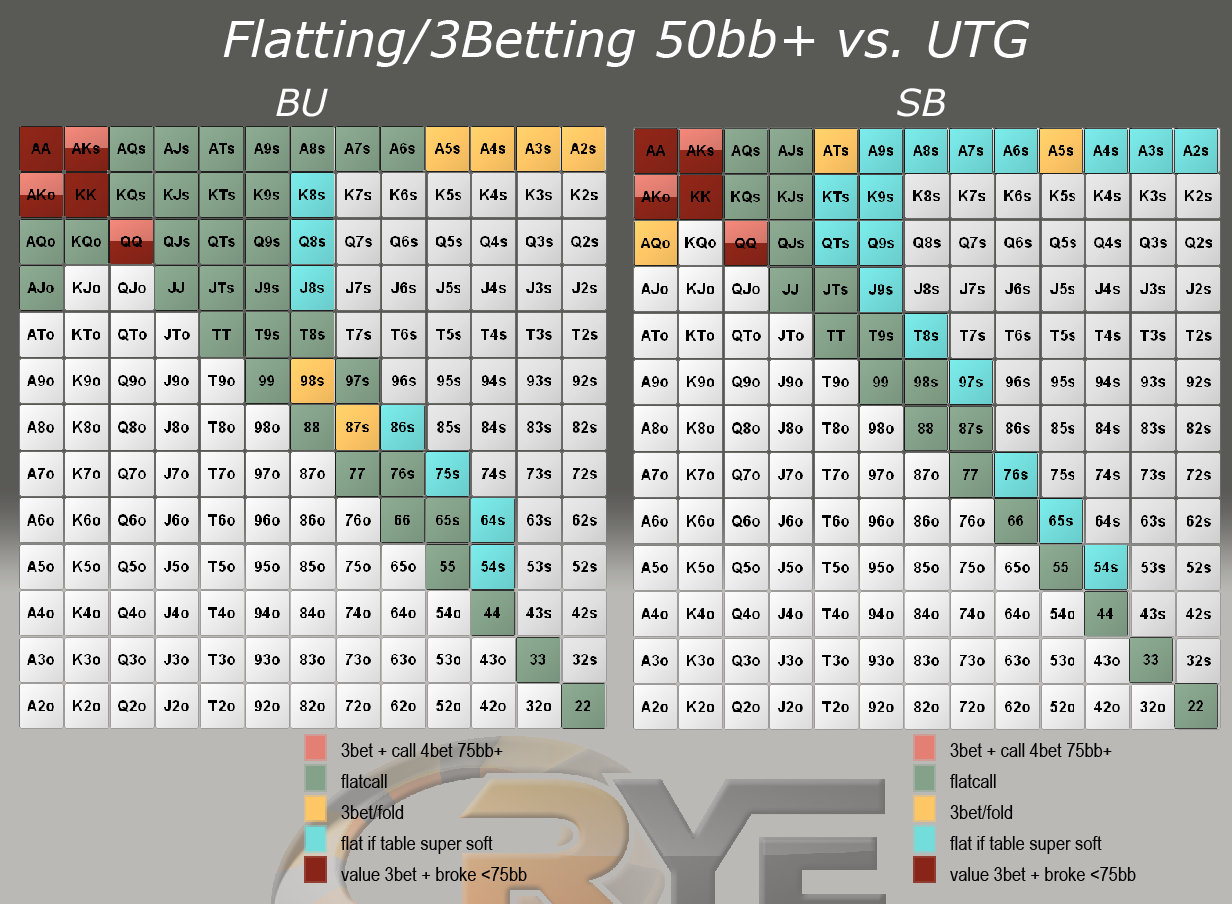 Flatting/3Betting 50bb+ vs. UTG
BU
SB
AA AKs AQs AJs ATs A9s A8s A7s A6s A5s A4s A3s A2s
AKo KK KQs KJs KTs K9s K8s K7s K6s K5s K4s K3s K2s
AQo KQo QQ QJs QTs Q9s Q8s Q7s Q6s Q5s Q4s Q3s Q2s
AJo KJo QJo JJ JTs J9s J8s J7s J6s J5s J4s J3s J2s
ATo KTo QTo JTo TT T9s T8s T7s T6s T5s T4s T3s T2s
A9o K9o Q9o J9o T9o 99 98s 97s 96s 95s 94s 93s 92s
A8o K8o Q8o J8o T8o 98o 88 87s 86s 85s 84s 83s 82s
A7o K7o Q7o J7o T7o 97o 87o 77 76s 75s 74s 73s 72s
A6o K6o Q6o J6o T6o 96o 86o 76o 66 65s 64s 63s 62s
A5o K5o Q5o J5o T5o 95o 85o 75o 65o 55 54s 53s 52s
A4o K4o Q4o J4o T4o 94o 84o 74o 64o 54o 44 43s 42s
A3o K3o Q3o J3o T3o 93o 83o 73o 63o 53o 43o 33 32s
A2o K2o Q2o J2o T2o 92o 82o 72o 62o 52o 42o 32o 22
AA AKs AQs AJs ATs A9s A8s A7s A6s A5s A4s A3s A2s
AKo KK KQs KJs KTs K9s K8s K7s K6s K5s K4s K3s K2s
AQo KQo QQ QJs QTs Q9s Q8s Q7s Q6s Q5s Q4s Q3s Q2s
AJo KJo QJo JJ JTs J9s J8s J7s J6s J5s J4s J3s J2s
ATo KTo QTo JTo TT T9s T8s T7s T6s T5s T4s T3s T2s
A9o K9o Q9o J9o T9o 99 98s 97s 96s 95s 94s 93s 92s
A8o K8o Q8o J8o T8o 98o 88 87s 86s 85s 84s 83s 82s
A7o K7o Q7o J7o T7o 97o 87o 77 76s 75s 74s 73s 72s
A6o K6o Q6o J6o T6o 96o 86o 76o 66 65s 64s 63s 62s
A5o K5o Q5o J5o T5o 95o 85o 75o 65o 55 54s 53s 52s
A4o K4o Q4o J4o T4o 94o 84o 74o 64o 54o 44 43s 42s
A3o K3o Q3o J3o T3o 93o 83o 73o 63o 53o 43o 33 32s
A2o K2o Q2o J2o T2o 92o 82o 72o 62o 52o 42o 32o 22
3bet + call 4bet 75bb+
flatcall
3bet/fold
flat if table super soft
value 3bet + broke <75bb
3bet + call 4bet 75bb+
flatcall
3bet/fold
flat if table super soft
value 3bet + broke <75bb
RYE